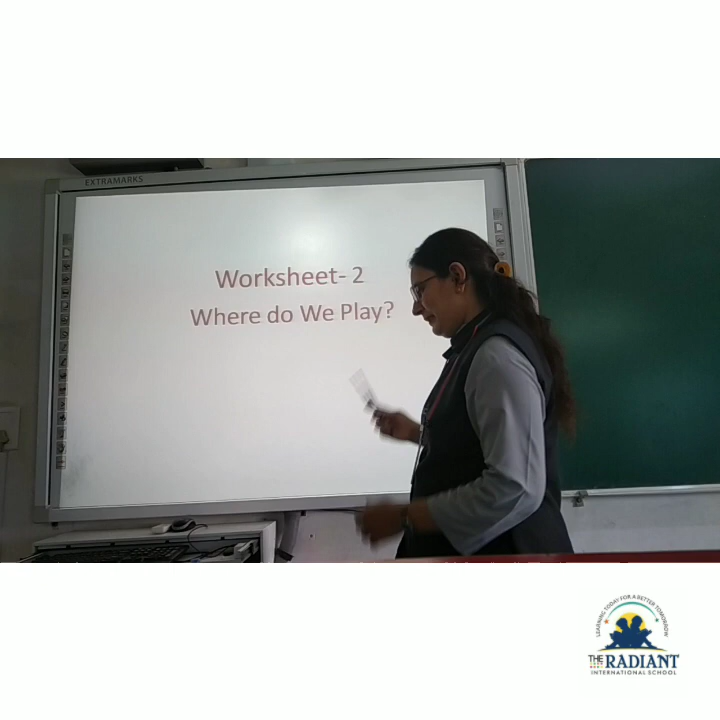 EXTRAMARKS
Worksheet- 2
Where do We Play?
LEARNING TODAY FOR A BETTER TOMORROW
THE RADIANT
INTERNATIONAL SCHOOL